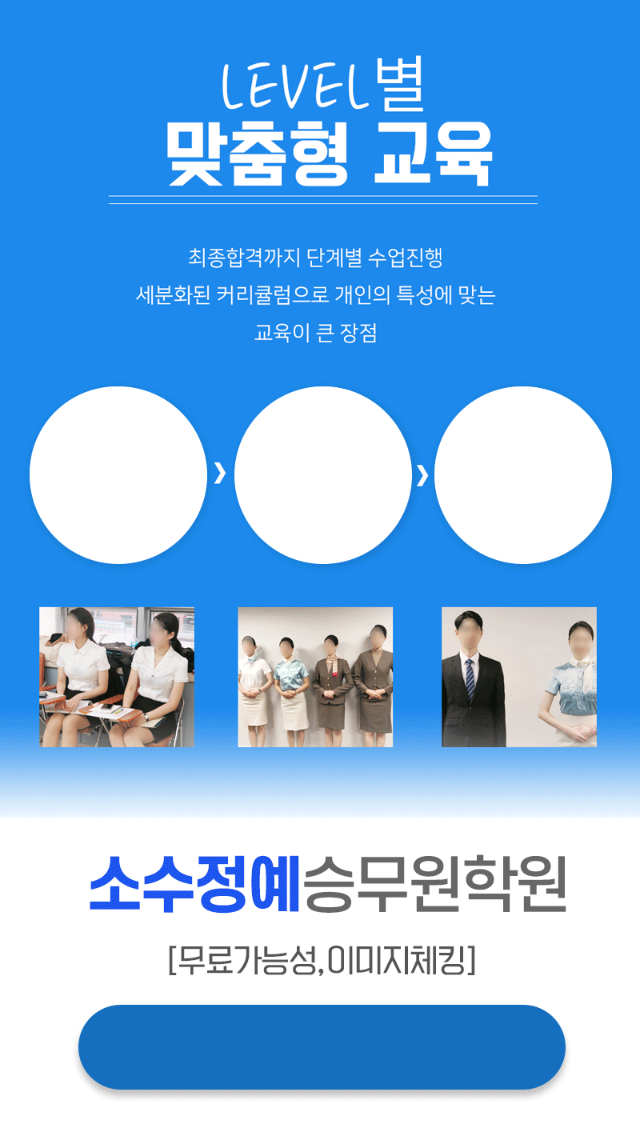 LEVEL별
맞춤형 교육
최종합격까지 단계별 수업진행
세분화된 커리큘럼으로 개인의 특성에 맞는
교육이 큰 장점
소수정예승무원학원
[무료가능성,이미지체킹]